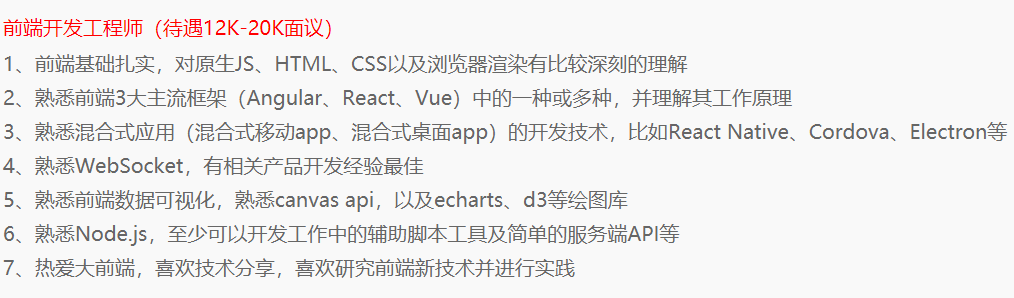 前端开发工程师（待遇12K-20K面议）
1、前端基础扎实，对原生JS、HTML、CSS以及浏览器渲染有比较深刻的理解
2、熟悉前端3大主流框架（Angular、React、Vue）中的一种或多种，并理解其工作原理
3、熟悉混合式应用（混合式移动app、混合式桌面app）的开发技术，比如React Native、Cordova、Electron等
4、熟悉WebSocket，有相关产品开发经验最佳
5、熟悉前端数据可视化，熟悉canvas api，以及echarts、d3等绘图库
6、熟悉Node.js，至少可以开发工作中的辅助脚本工具及简单的服务端API等
7、热爱大前端，喜欢技术分享，喜欢研究前端新技术并进行实践